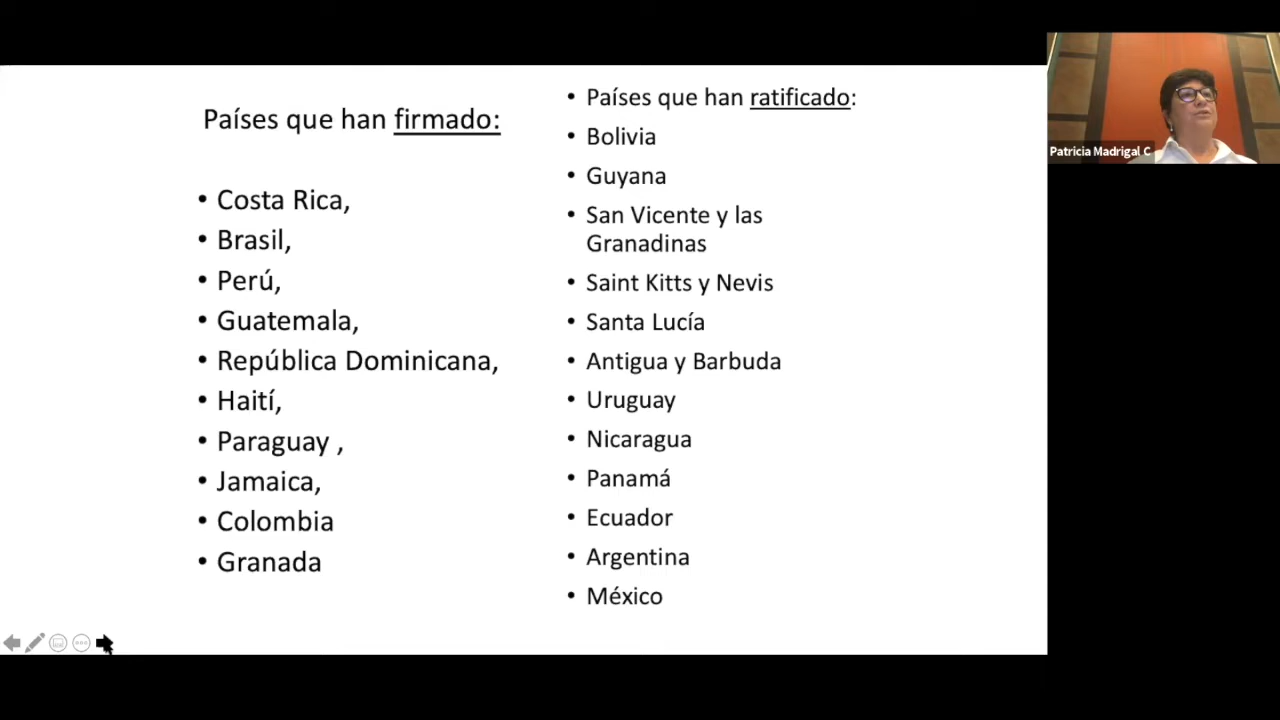 Países que han firmado:
• Costa Rica,
• Brasil,
• Perú,
• Guatemala,
• República Dominicana,
• Haití,
• Paraguay ,
• Jamaica,
• Colombia
• Granada
• Países que han ratificado:
• Bolivia
• Guyana
• San Vicente y las
Granadinas
• Saint Kitts y Nevis
• Santa Lucía
• Antigua y Barbuda
• Uruguay
• Nicaragua
• Panamá
• Ecuador
• Argentina
• México
Patricia Madrigal C